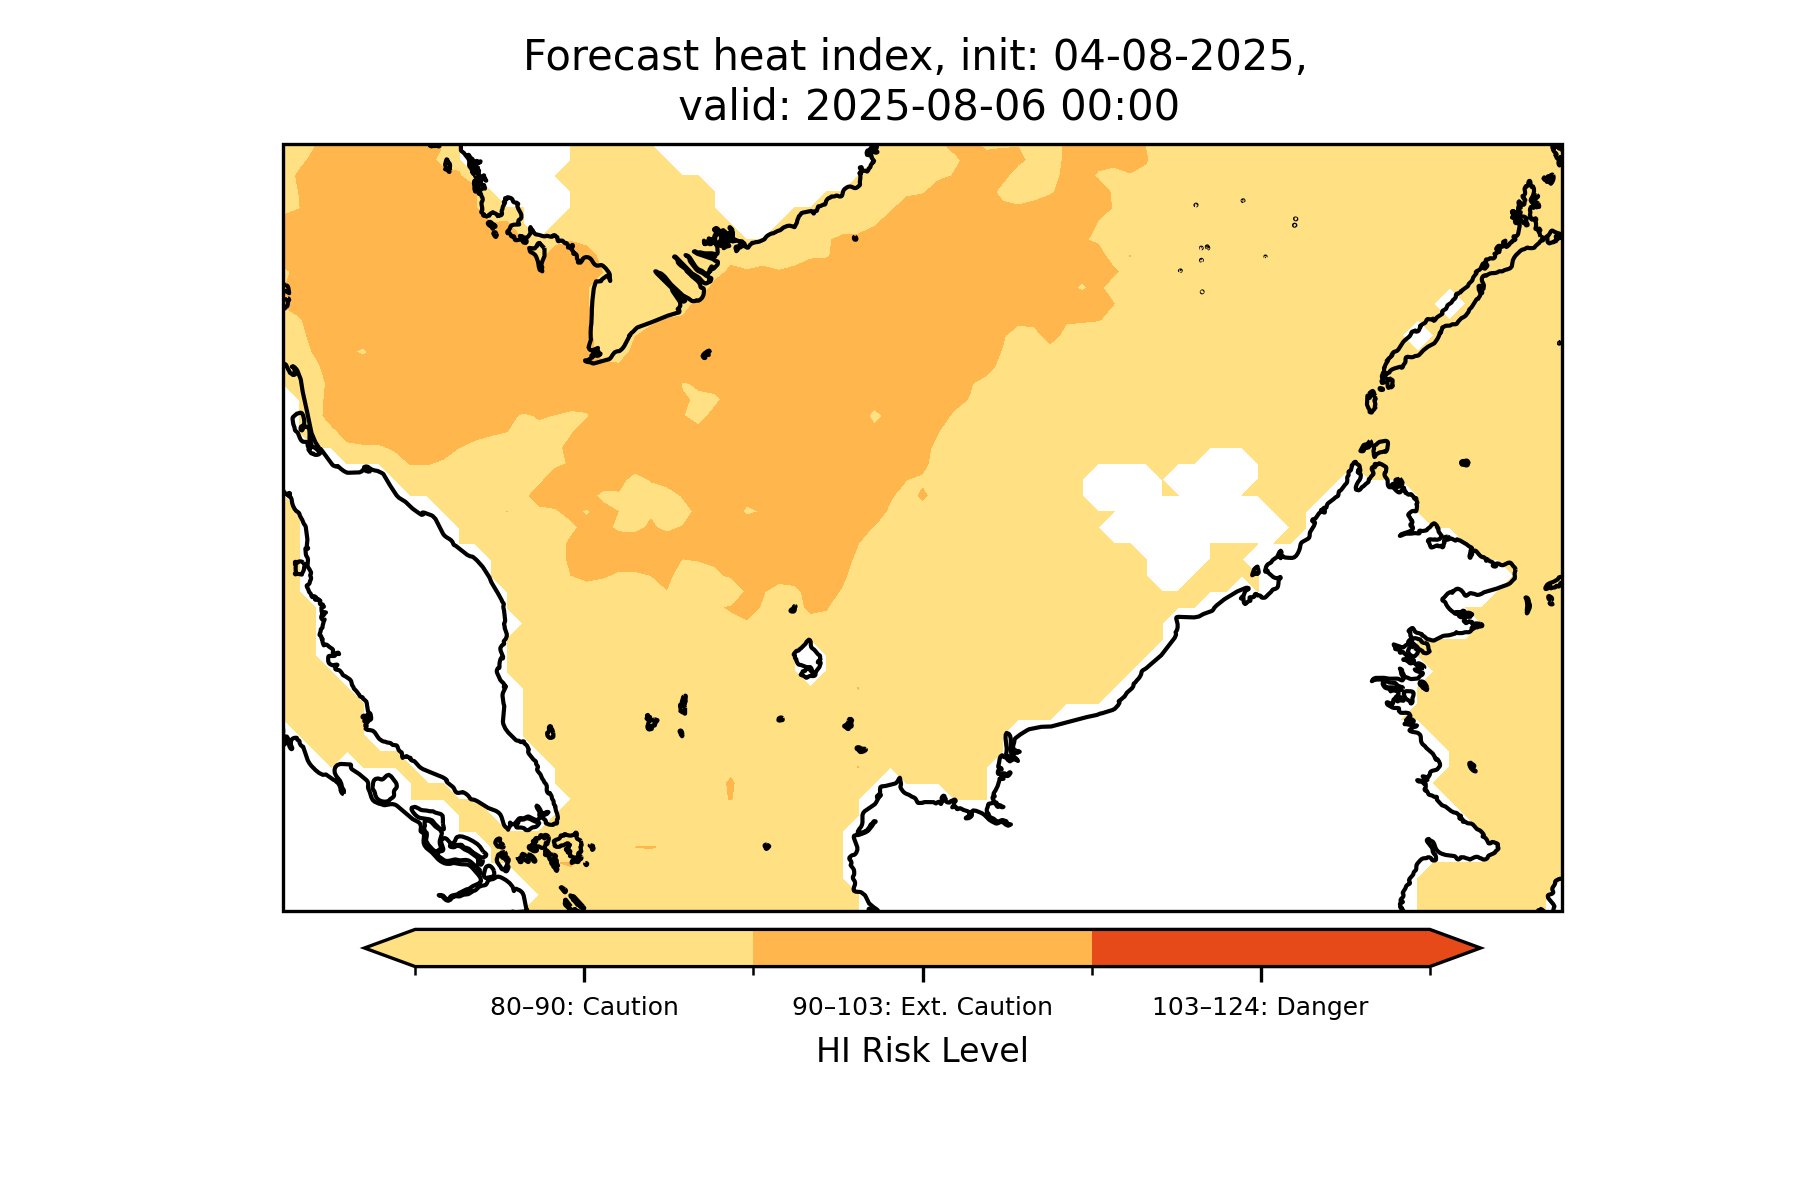 Forecast heat index, init: 04-08-2025,
valid: 2025-08-06 00:00
80–90: Caution
90–103: Ext. Caution
103–124: Danger
HI Risk Level